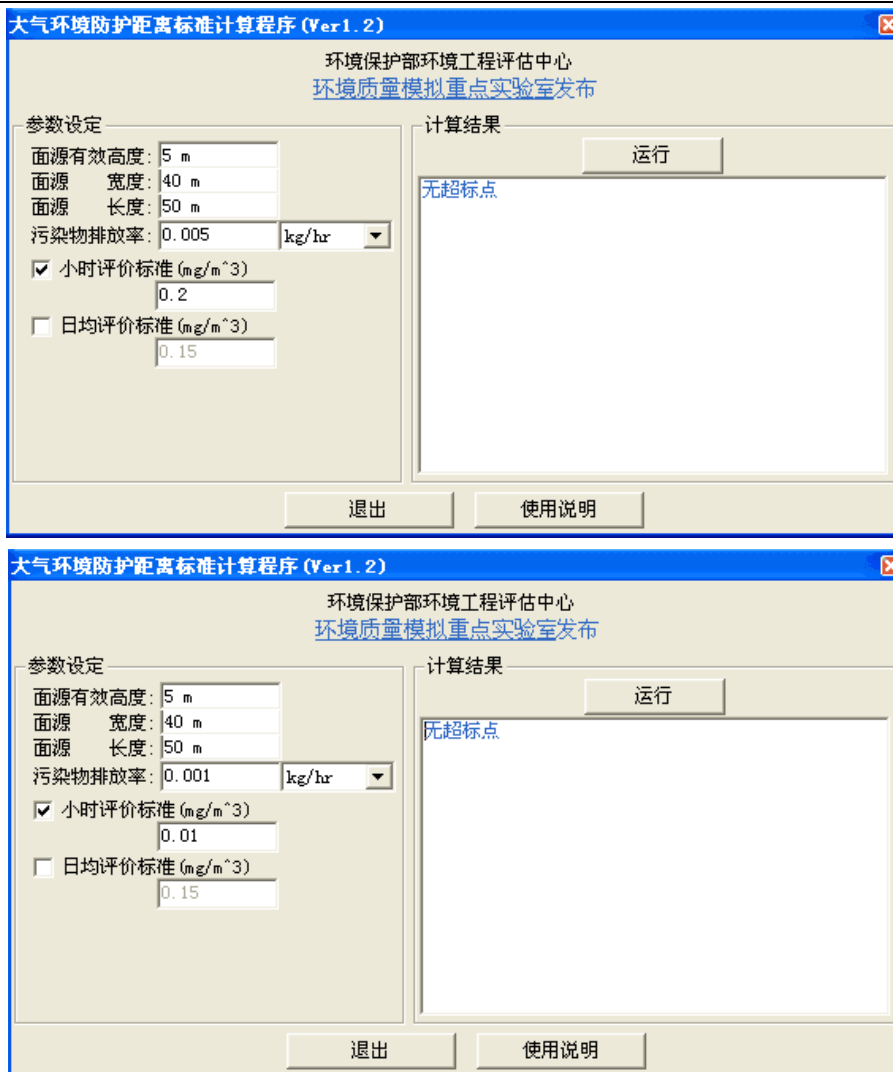 大气环境防护距离标准计算程序(Ver1.2)
环境保护部环境工程评估中心
环境质量模拟重点实验室发布
参数设定
面源有效高度: 5 m
面源 宽度: 40 m
面源 长度: 50 m
污染物排放率: 0.005 kg/hr
小时评价标准(mg/m^3)
0.2
日均评价标准(mg/m^3)
0.15
计算结果
运行
无超标点
退出 使用说明
大气环境防护距离标准计算程序(Ver1.2)
环境保护部环境工程评估中心
环境质量模拟重点实验室发布
参数设定
面源有效高度: 5 m
面源 宽度: 40 m
面源 长度: 50 m
污染物排放率: 0.001 kg/hr
小时评价标准(mg/m^3)
0.01
日均评价标准(mg/m^3)
0.15
计算结果
运行
无超标点
退出 使用说明